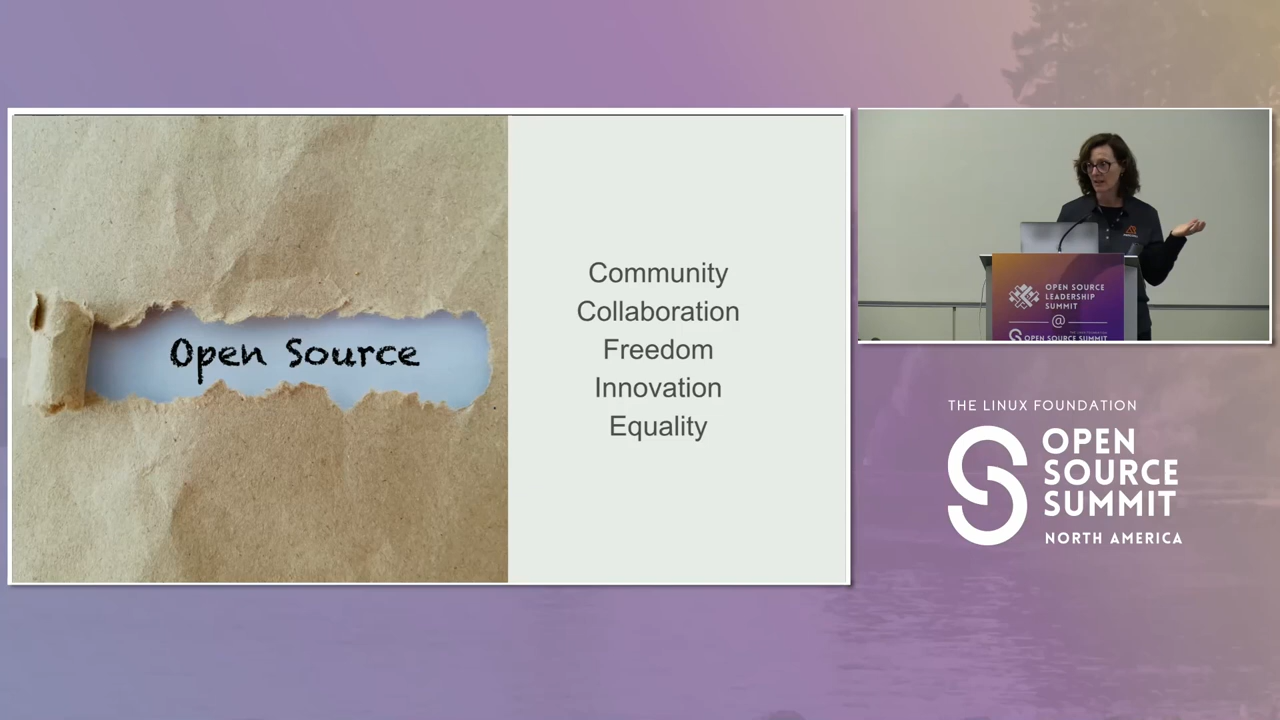 Open Source
Community
Collaboration
Freedom
Innovation
Equality
OPEN SOURCE
LEADERSHIP
SUMMIT
@
OPEN SOURCE SUMMIT
THE LINUX FOUNDATION
OPEN
SOURCE
SUMMIT
NORTH AMERICA